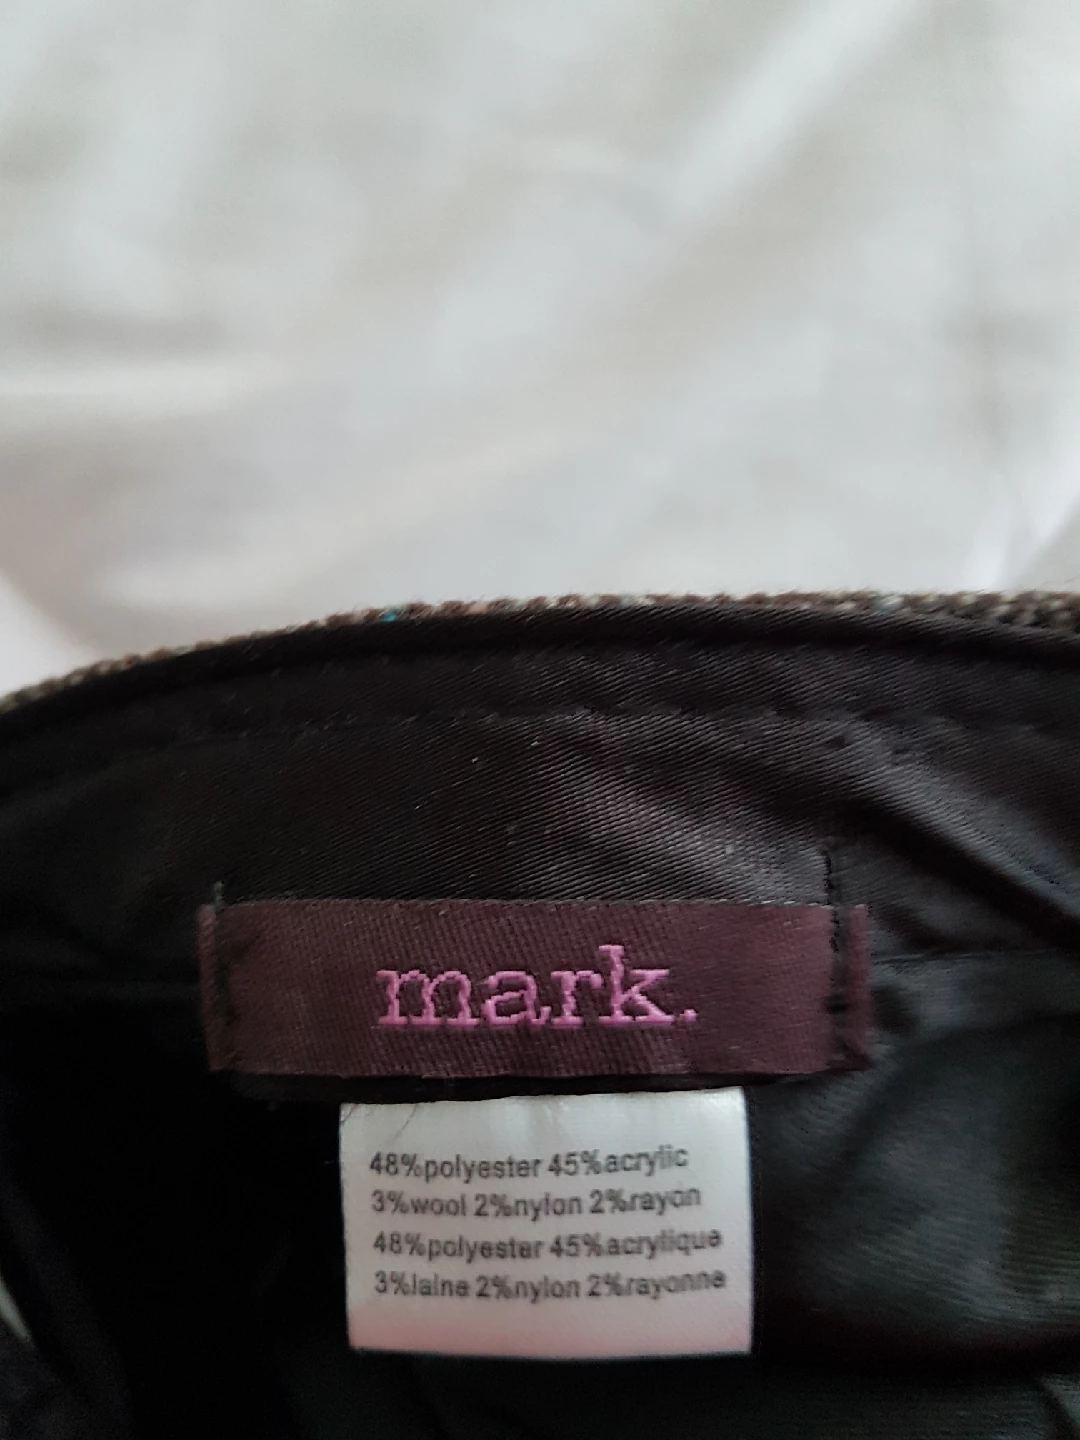 mark.
48%polyester 45%acrylic
3%wool 2%nylon 2%rayon
48%polyester 45%acrylique
3%laine 2%nylon 2%rayonne